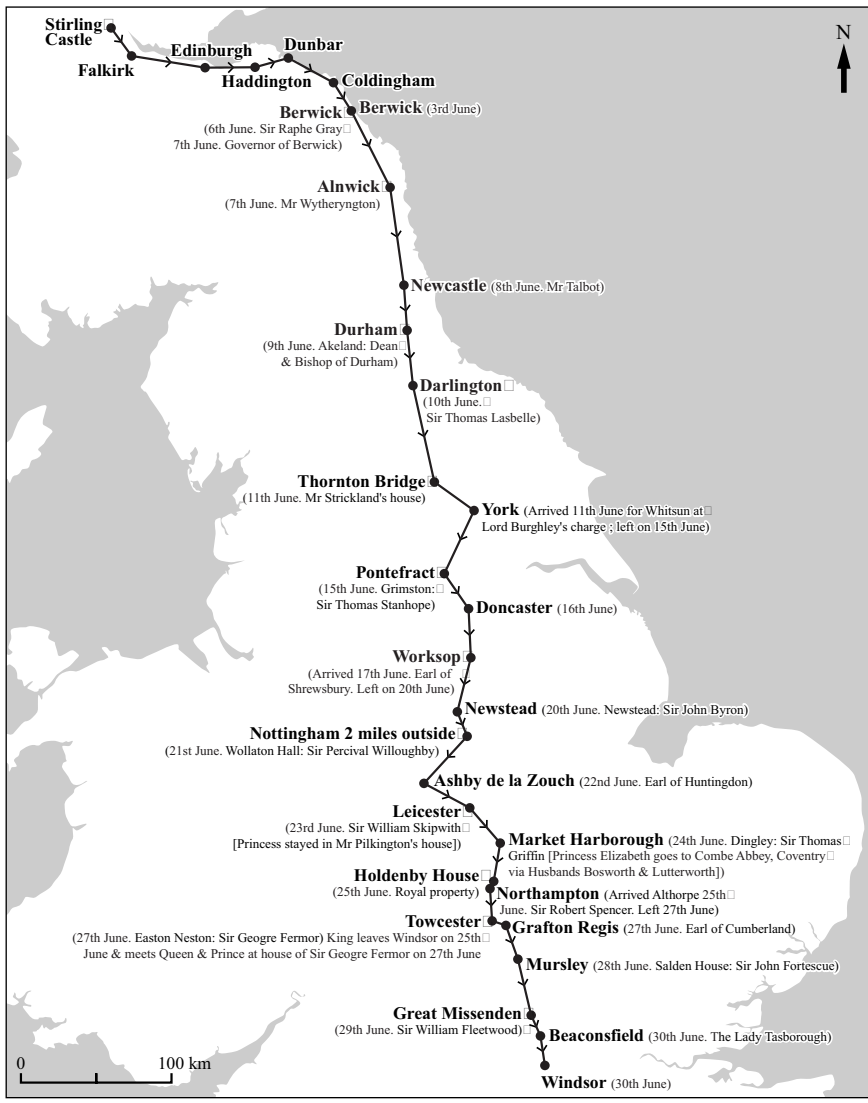 Stirling
Castle
Falkirk
Edinburgh
Haddington
Dunbar
Coldingham
N
Berwick (3rd June)
Berwick
(6th June. Sir Raphe Gray
7th June. Governor of Berwick)
Alnwick
(7th June. Mr Wytheryngton)
Newcastle (8th June. Mr Talbot)
Durham
(9th June. Akeland: Dean
& Bishop of Durham)
Darlington
(10th June.
Sir Thomas Lasbelle)
Thornton Bridge
(11th June. Mr Strickland's house)
York (Arrived 11th June for Whitsun at
Lord Burghley's charge ; left on 15th June)
Pontefract
(15th June. Grimston:
Sir Thomas Stanhope)
Doncaster (16th June)
Worksop
(Arrived 17th June. Earl of
Shrewsbury. Left on 20th June)
Newstead (20th June. Newstead: Sir John Byron)
Nottingham 2 miles outside
(21st June. Wollaton Hall: Sir Percival Willoughby)
Ashby de la Zouch (22nd June. Earl of Huntingdon)
Leicester
(23rd June. Sir William Skipwith
[Princess stayed in Mr Pilkington's house])
Market Harborough (24th June. Dingley: Sir Thomas
Griffin [Princess Elizabeth goes to Combe Abbey, Coventry
via Husbands Bosworth & Lutterworth])
Holdenby House
(25th June. Royal property)
Northampton (Arrived Althorpe 25th
June. Sir Robert Spencer. Left 27th June)
Towcester
(27th June. Easton Neston: Sir Geogre Fermor) King leaves Windsor on 25th
June & meets Queen & Prince at house of Sir Geogre Fermor on 27th June
Grafton Regis (27th June. Earl of Cumberland)
Mursley (28th June. Salden House: Sir John Fortescue)
Great Missenden
(29th June. Sir William Fleetwood)
Beaconsfield (30th June. The Lady Tasborough)
Windsor (30th June)
0 100 km